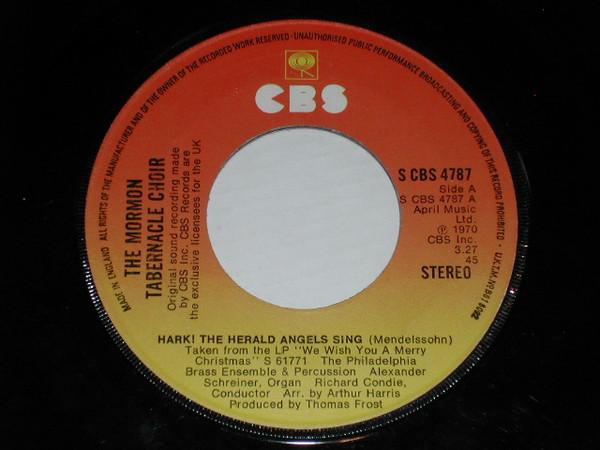 ALL RIGHTS OF THE MANUFACTURER AND OF THE OWNER OF THE RECORDED WORK RESERVED · UNAUTHORISED PUBLIC PERFORMANCE BROADCASTING AND COPYING OF THIS RECORD PROHIBITED
MADE IN ENGLAND
CBS
THE MORMON
TABERNACLE CHOIR
Original sound recording made
by CBS Inc. CBS Records are
the exclusive licensees for the UK
S CBS 4787
Side A
S CBS 4787 A
April Music
Ltd.
℗ 1970
CBS Inc.
3.27
45
STEREO
HARK! THE HERALD ANGELS SING (Mendelssohn)
Taken from the LP "We Wish You A Merry
Christmas" S 61771 The Philadelphia
Brass Ensemble & Percussion Alexander
Schreiner, Organ Richard Condie,
Conductor Arr. by Arthur Harris
Produced by Thomas Frost